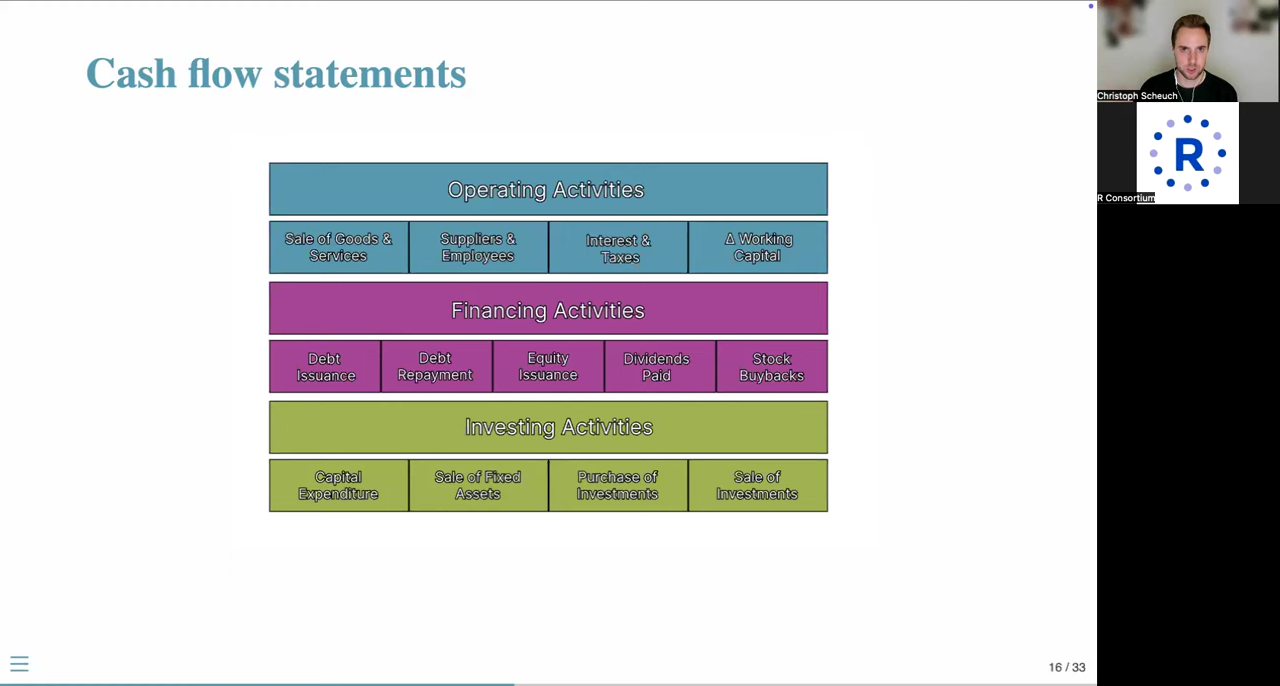 Cash flow statements
Operating Activities
Sale of Goods &
Services
Suppliers &
Employees
Interest &
Taxes
Δ Working
Capital
Financing Activities
Debt
Issuance
Debt
Repayment
Equity
Issuance
Dividends
Paid
Stock
Buybacks
Investing Activities
Capital
Expenditure
Sale of Fixed
Assets
Purchase of
Investments
Sale of
Investments
16 / 33
Christoph Scheuch
R
R Consortium